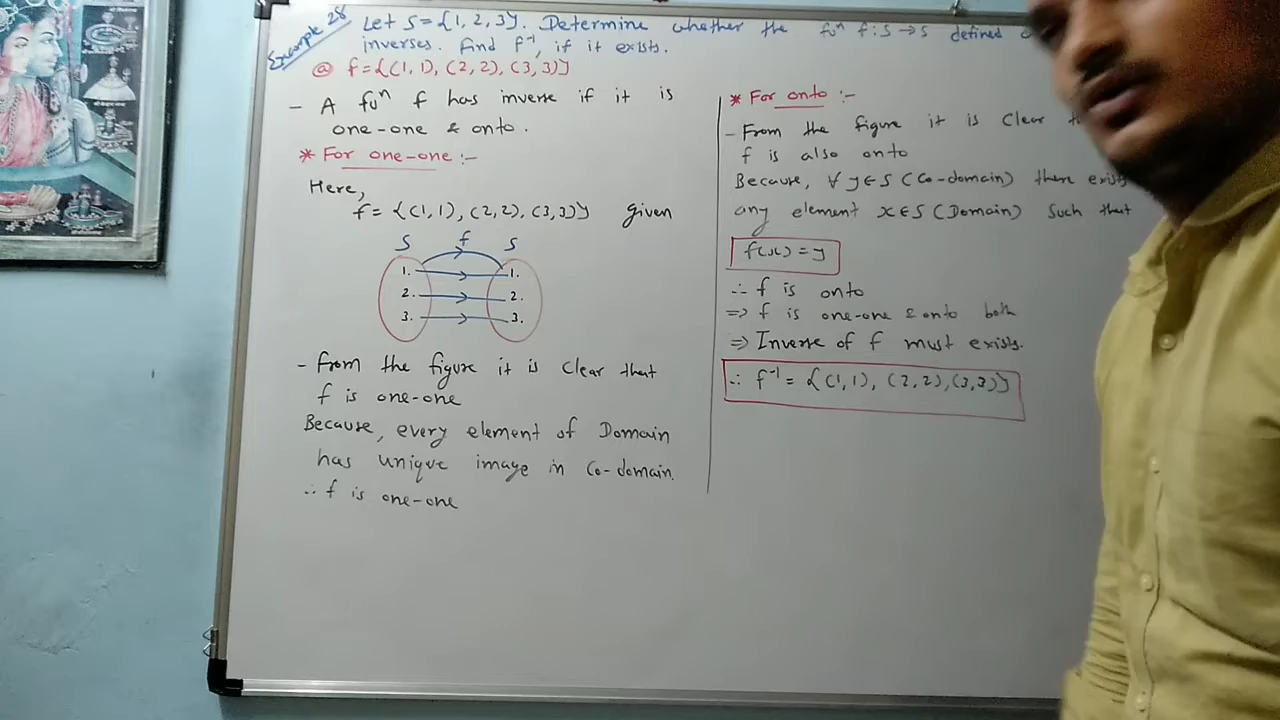 Example 28
Let S = {1, 2, 3}. Determine whether the fuⁿ f : S → S defined
inverses. Find f⁻¹, if it exists.
ⓐ f = {(1, 1), (2, 2), (3, 3)}
- A fuⁿ f has inverse if it is
one-one & onto.
* For one-one :-
Here,
f = {(1, 1), (2, 2), (3, 3)} given
S f S
1. 1.
2. 2.
3. 3.
- From the figure it is clear that
f is one-one
Because, every element of Domain
has unique image in Co-domain.
∴ f is one-one
* For onto :-
- From the figure it is clear
f is also onto
Because, ∀ y ∈ S (Co-domain) there exists
any element x ∈ S (Domain) such that
f(x) = y
∴ f is onto
=> f is one-one & onto both
=> Inverse of f must exists.
∴ f⁻¹ = {(1, 1), (2, 2), (3, 3)}